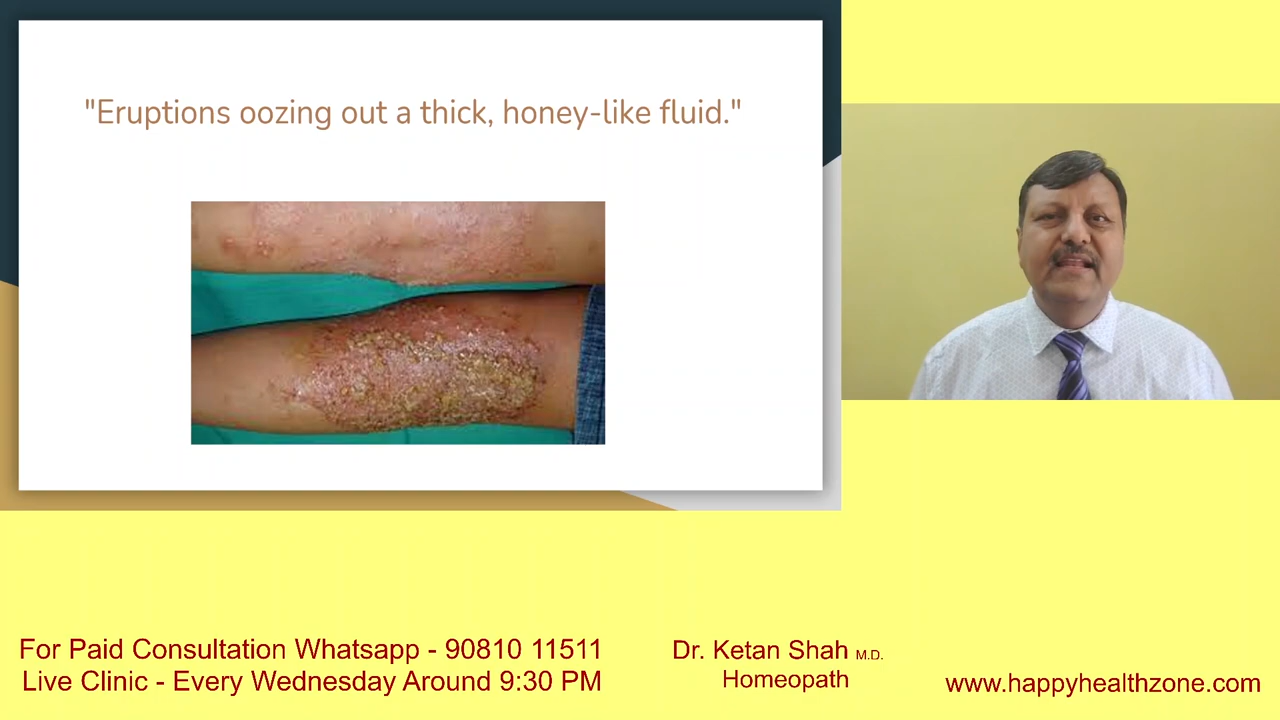 "Eruptions oozing out a thick, honey-like fluid."
For Paid Consultation Whatsapp - 90810 11511
Live Clinic - Every Wednesday Around 9:30 PM
Dr. Ketan Shah M.D.
Homeopath
www.happyhealthzone.com